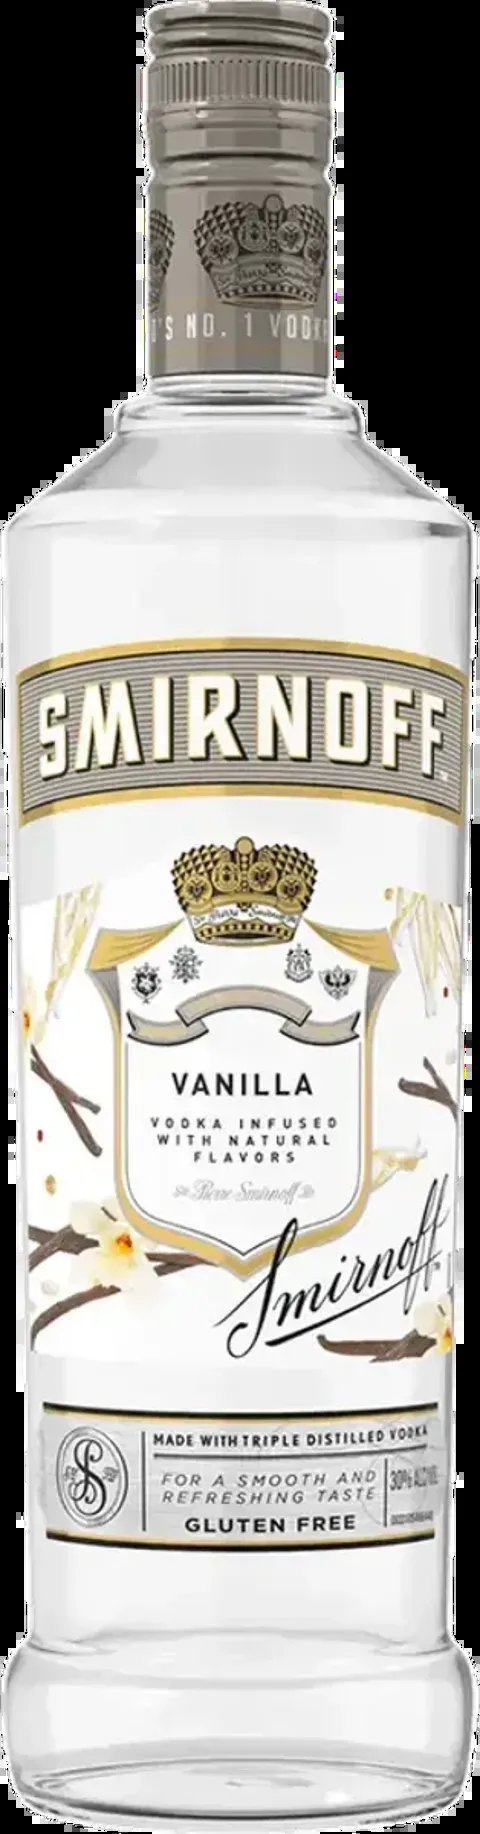 'S NO. 1 VODK
SMIRNOFF
VANILLA
VODKA INFUSED
WITH NATURAL
FLAVORS
Pierre Smirnoff
Smirnoff
MADE WITH TRIPLE DISTILLED VODKA
FOR A SMOOTH AND
REFRESHING TASTE
GLUTEN FREE
30% ALC/VOL